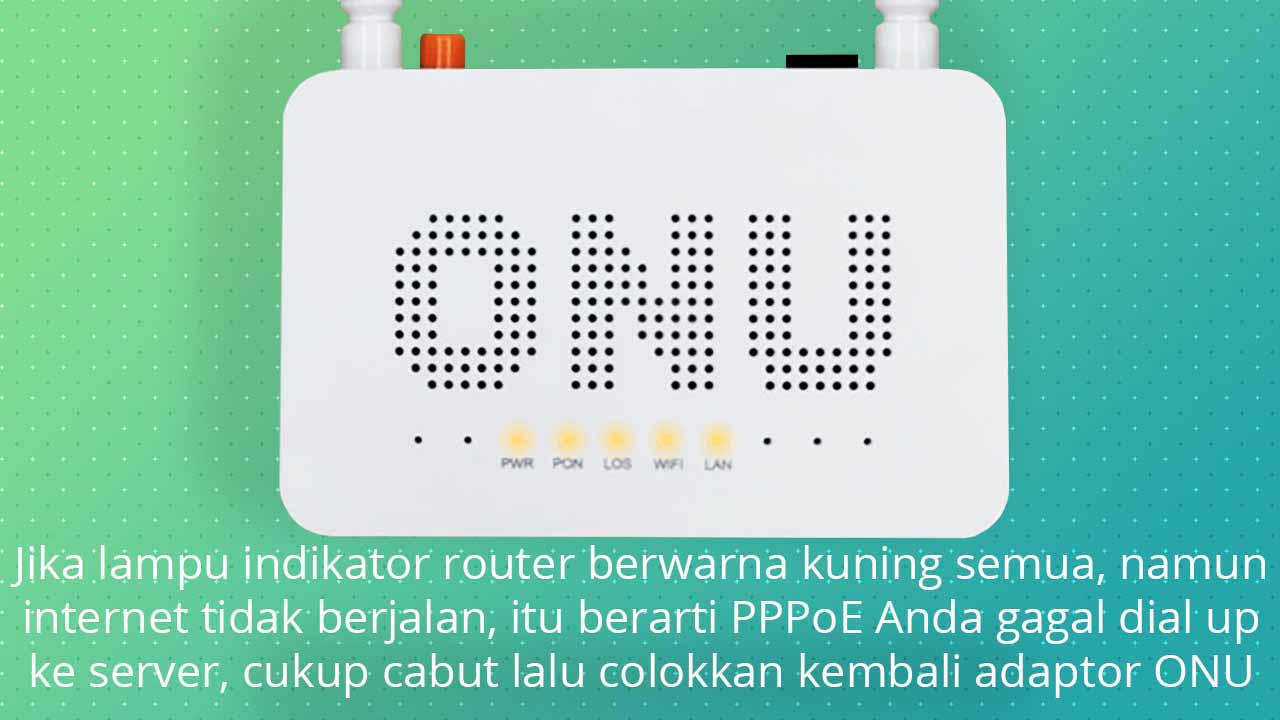 ONU
PWR PON LOS WIFI LAN
Jika lampu indikator router berwarna kuning semua, namun
internet tidak berjalan, itu berarti PPPoE Anda gagal dial up
ke server, cukup cabut lalu colokkan kembali adaptor ONU